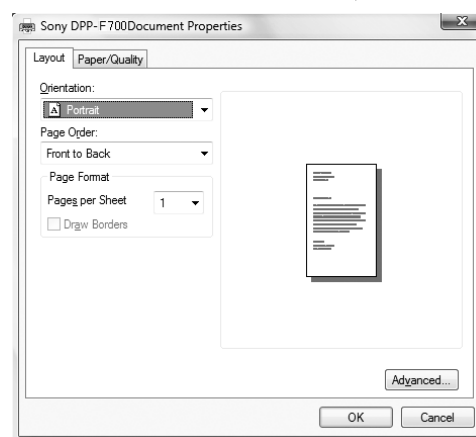 Sony DPP-F700Document Properties
X
Layout Paper/Quality
Orientation:
A Portrait
Page Order:
Front to Back
Page Format
Pages per Sheet 1
Draw Borders
Advanced...
OK Cancel